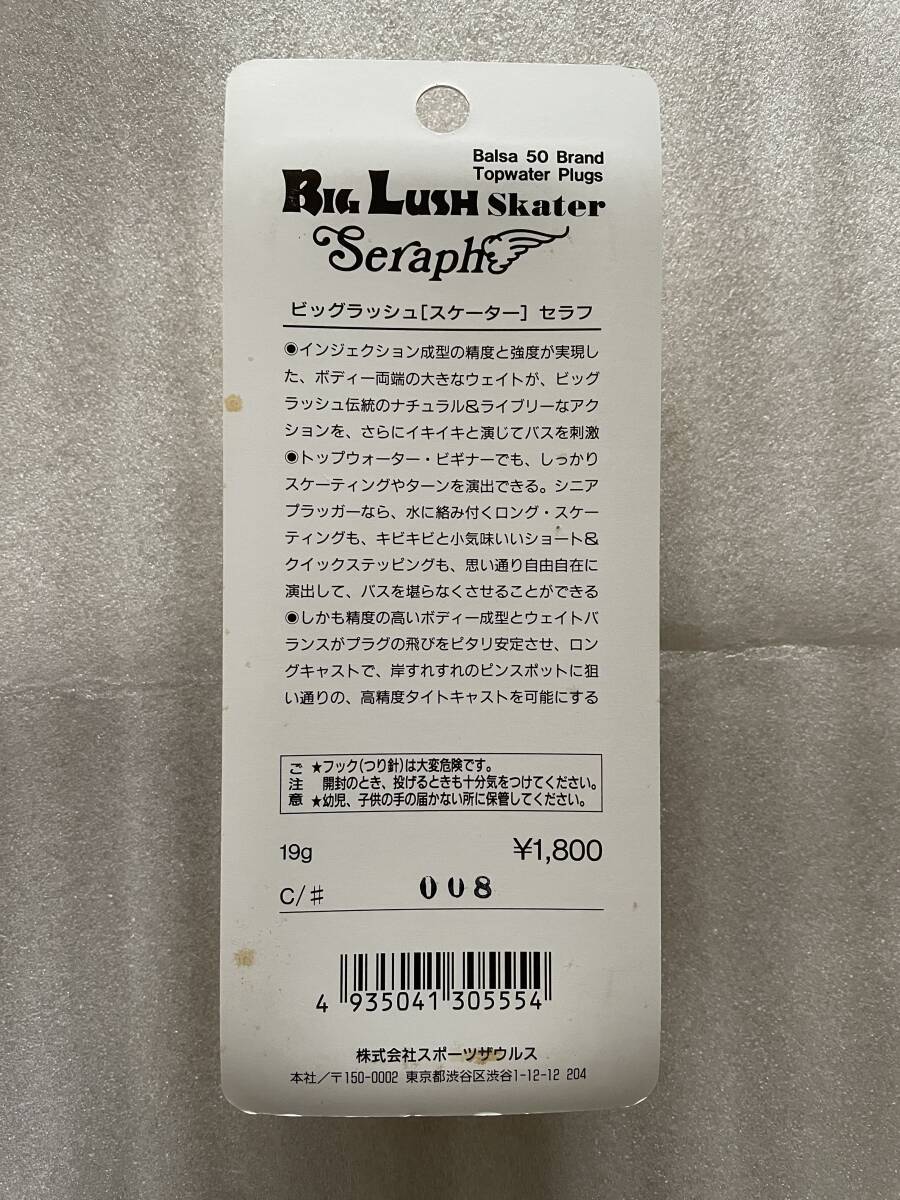 Balsa 50 Brand
Topwater Plugs
BIG LUSH Skater
Seraph
ビッグラッシュ[スケーター] セラフ
◉インジェクション成型の精度と強度が実現し
た、ボディー両端の大きなウェイトが、ビッグ
ラッシュ伝統のナチュラル&ライブリーなアク
ションを、さらにイキイキと演じてバスを刺激
◉トップウォーター・ビギナーでも、しっかり
スケーティングやターンを演出できる。シニア
プラッガーなら、水に絡み付くロング・スケー
ティングも、キビキビと小気味いいショート&
クイックステッピングも、思い通り自由自在に
演出して、バスを堪らなくさせることができる
◉しかも精度の高いボディー成型とウェイトバ
ランスがプラグの飛びをピタリ安定させ、ロン
グキャストで、岸すれすれのピンスポットに狙
い通りの、高精度タイトキャストを可能にする
ご注意
★フック(つり針)は大変危険です。
開封のとき、投げるときも十分気をつけてください。
★幼児、子供の手の届かない所に保管してください。
19g ¥1,800
C/# 008
4 935041 305554
株式会社スポーツザウルス
本社/〒150-0002 東京都渋谷区渋谷1-12-12 204